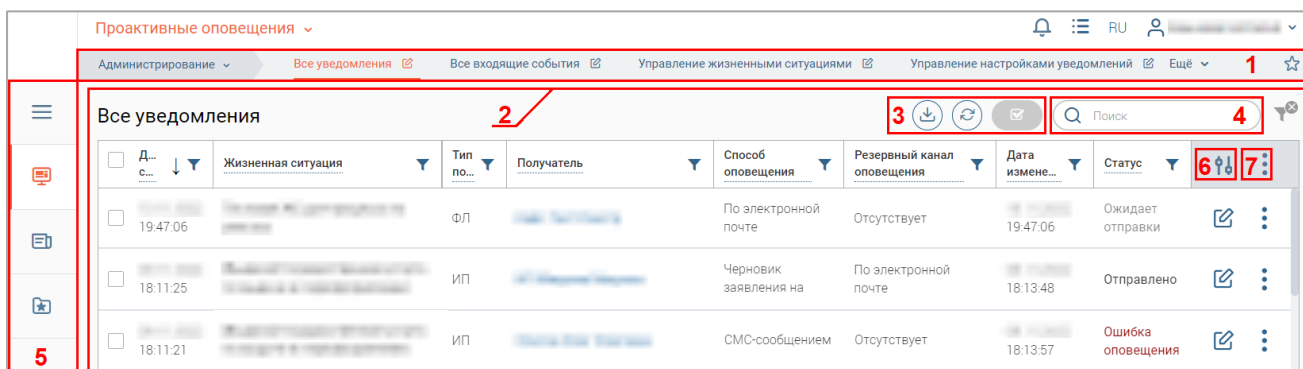 Проактивные оповещения
RU
Администрирование Все уведомления Все входящие события Управление жизненными ситуациями Управление настройками уведомлений Ещё 1
Все уведомления 2 3 Поиск 4
Д... с... Жизненная ситуация Тип по... Получатель Способ оповещения Резервный канал оповещения Дата измене... Статус 6 7
19:47:06 ФЛ По электронной почте Отсутствует 19:47:06 Ожидает отправки
18:11:25 ИП Черновик заявления на По электронной почте 18:13:48 Отправлено
18:11:21 ИП СМС-сообщением Отсутствует 18:13:57 Ошибка оповещения
5